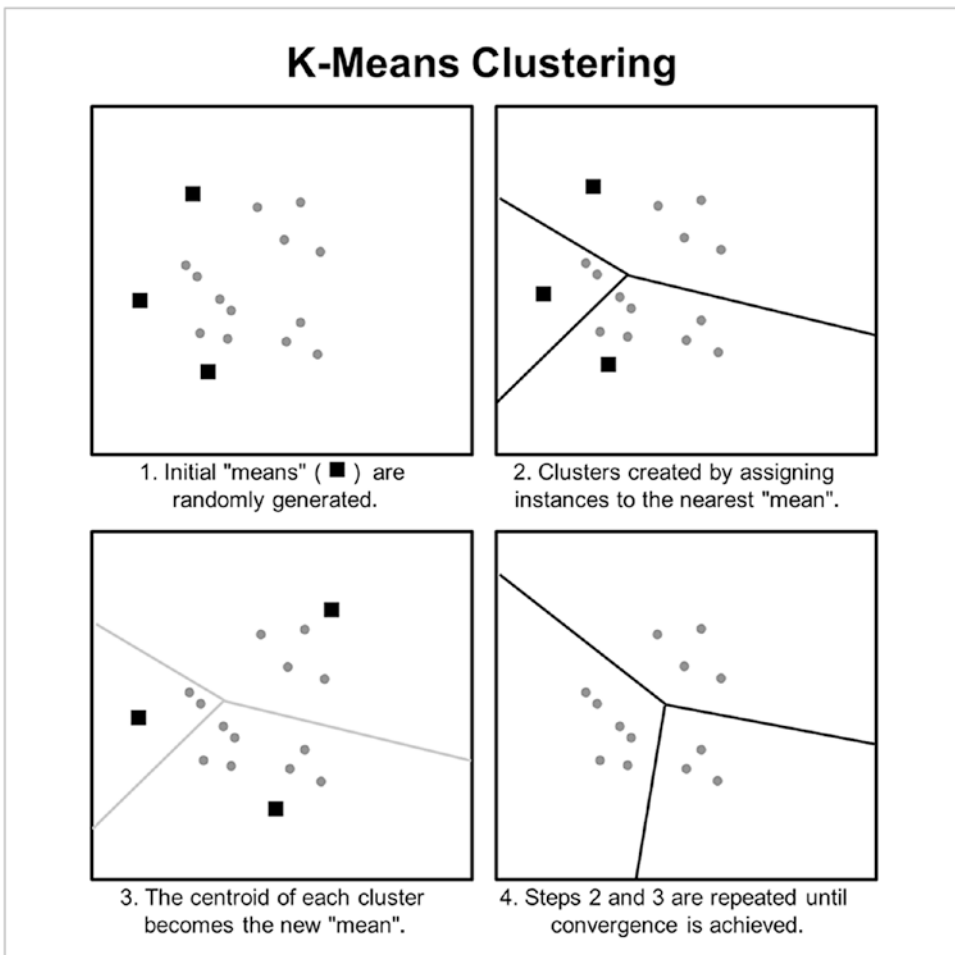 K-Means Clustering
1. Initial "means" ( ■ ) are
randomly generated.
2. Clusters created by assigning
instances to the nearest "mean".
3. The centroid of each cluster
becomes the new "mean".
4. Steps 2 and 3 are repeated until
convergence is achieved.